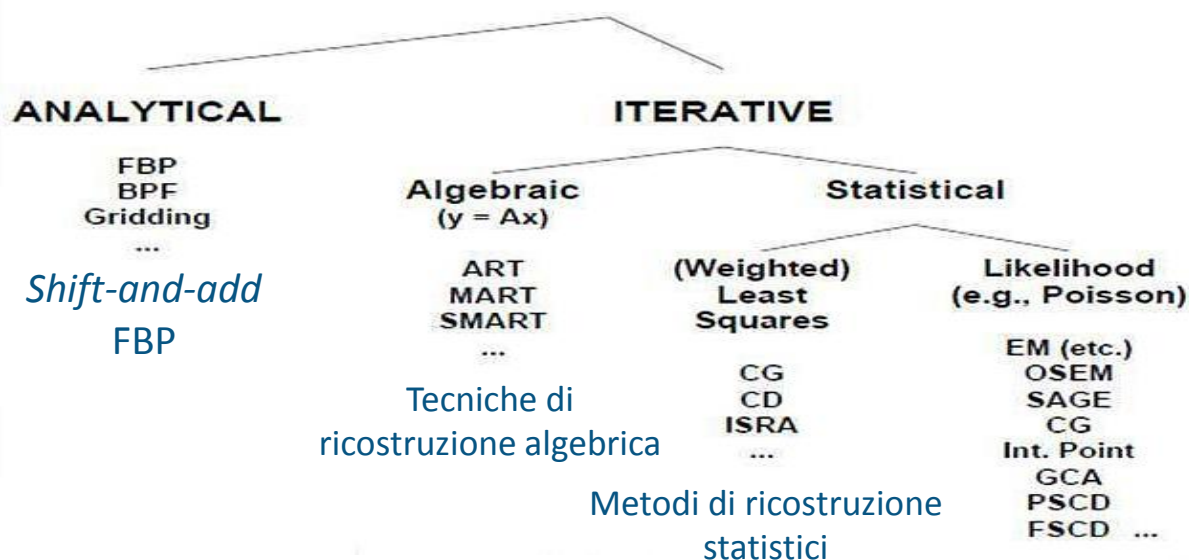 ANALYTICAL
FBP
BPF
Gridding
...
Shift-and-add
FBP
ITERATIVE
Algebraic
(y = Ax)
ART
MART
SMART
...
Tecniche di
ricostruzione algebrica
Statistical
(Weighted)
Least
Squares
CG
CD
ISRA
...
Likelihood
(e.g., Poisson)
EM (etc.)
OSEM
SAGE
CG
Int. Point
GCA
PSCD
FSCD ...
Metodi di ricostruzione
statistici